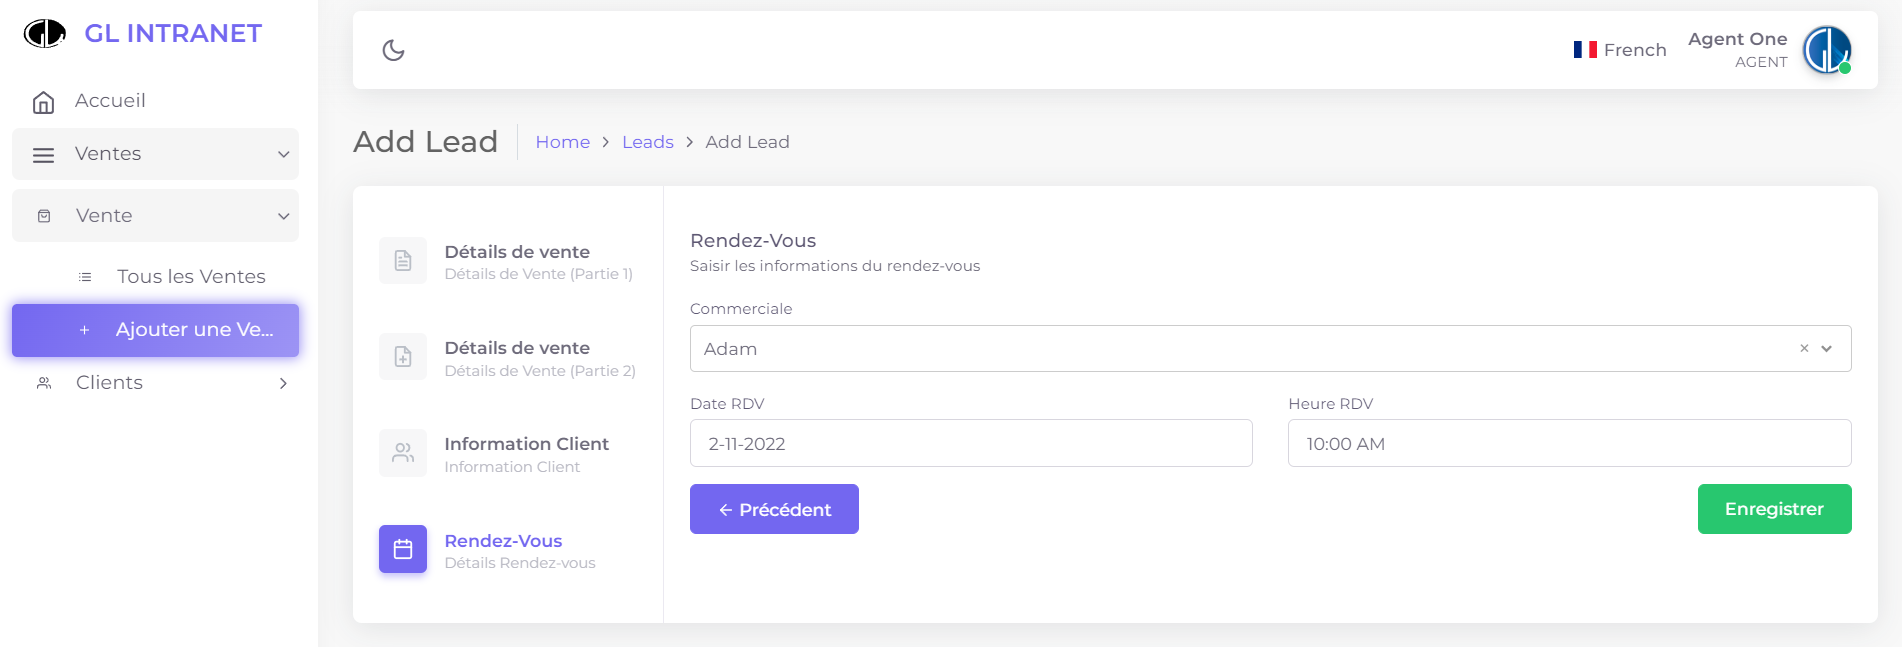 GL INTRANET
Accueil
Ventes
Vente
Tous les Ventes
Ajouter une Ve...
Clients
French
Agent One
AGENT
Add Lead
Home > Leads > Add Lead
Détails de vente
Détails de Vente (Partie 1)
Détails de vente
Détails de Vente (Partie 2)
Information Client
Information Client
Rendez-Vous
Détails Rendez-vous
Rendez-Vous
Saisir les informations du rendez-vous
Commerciale
Adam
Date RDV
Heure RDV
2-11-2022
10:00 AM
← Précédent
Enregistrer